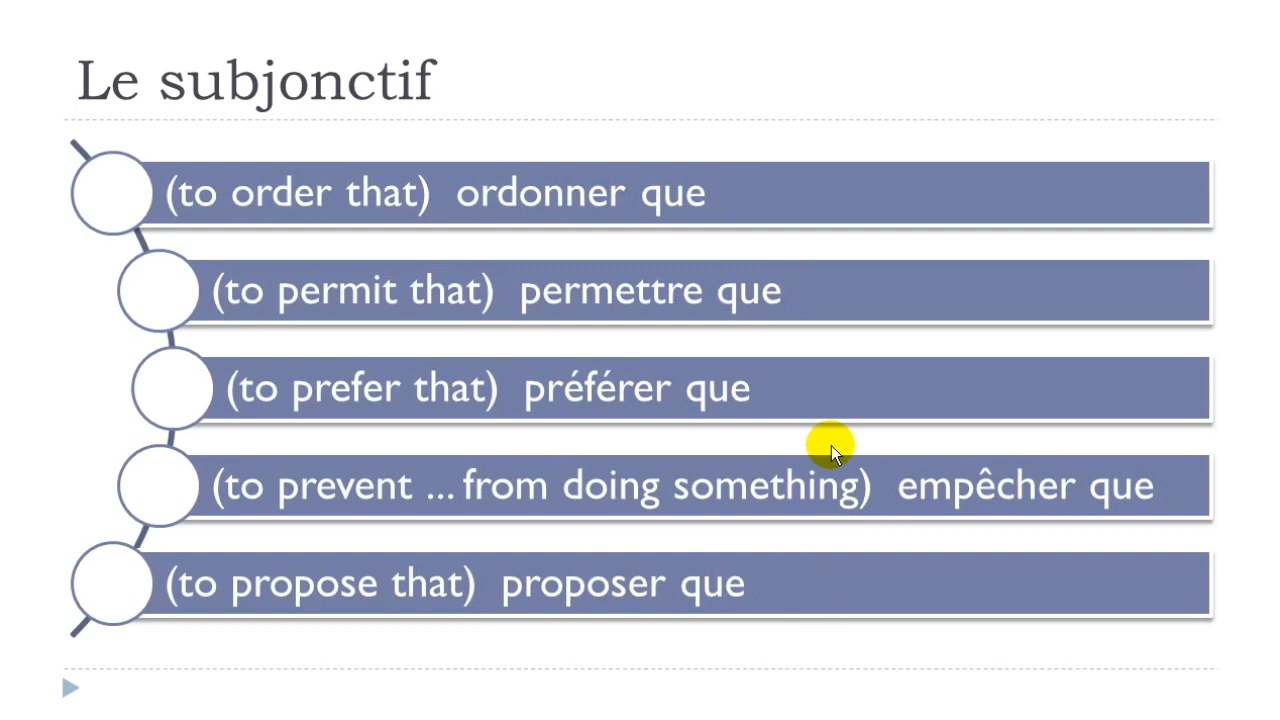 Le subjonctif
(to order that) ordonner que
(to permit that) permettre que
(to prefer that) préférer que
(to prevent ... from doing something) empêcher que
(to propose that) proposer que